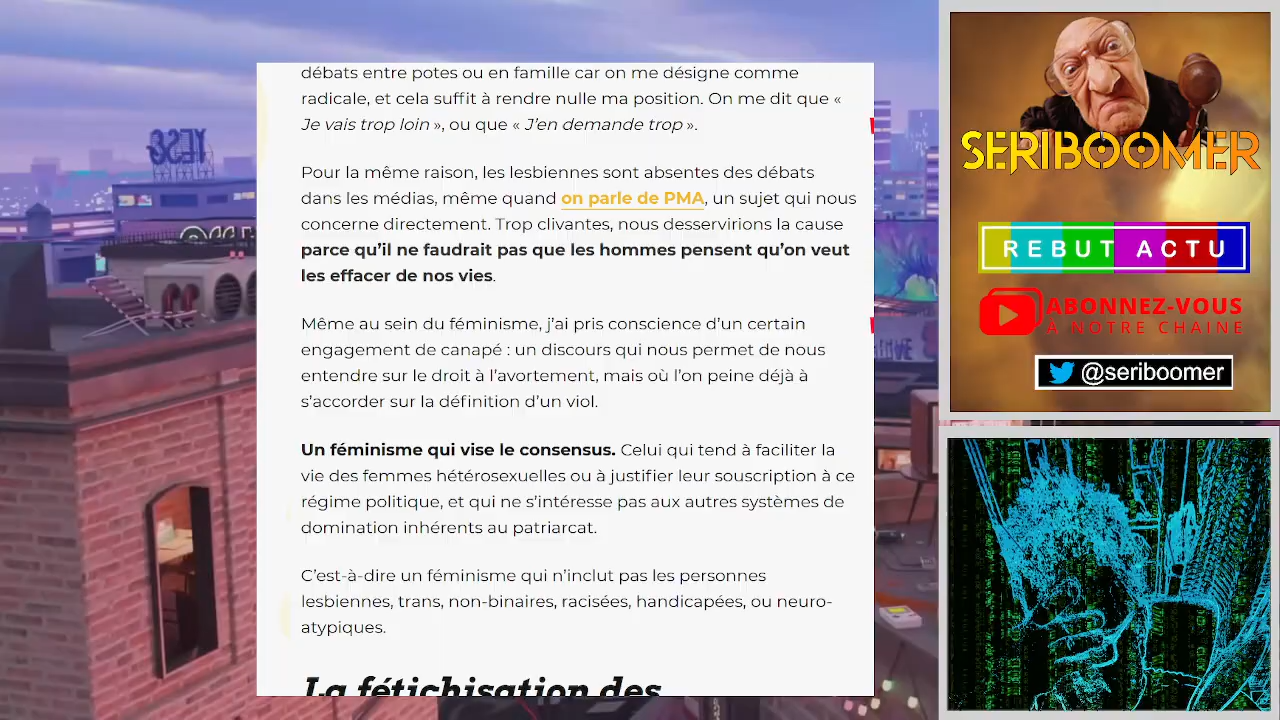 débats entre potes ou en famille car on me désigne comme
radicale, et cela suffit à rendre nulle ma position. On me dit que «
Je vais trop loin », ou que « J'en demande trop ».
Pour la même raison, les lesbiennes sont absentes des débats
dans les médias, même quand on parle de PMA, un sujet qui nous
concerne directement. Trop clivantes, nous desservirions la cause
parce qu'il ne faudrait pas que les hommes pensent qu'on veut
les effacer de nos vies.
Même au sein du féminisme, j'ai pris conscience d'un certain
engagement de canapé : un discours qui nous permet de nous
entendre sur le droit à l'avortement, mais où l'on peine déjà à
s'accorder sur la définition d'un viol.
Un féminisme qui vise le consensus. Celui qui tend à faciliter la
vie des femmes hétérosexuelles ou à justifier leur souscription à ce
régime politique, et qui ne s'intéresse pas aux autres systèmes de
domination inhérents au patriarcat.
C'est-à-dire un féminisme qui n'inclut pas les personnes
lesbiennes, trans, non-binaires, racisées, handicapées, ou neuro-
atypiques.
La fétichisation des
SERIBOOMER
REBUT ACTU
ABONNEZ-VOUS
À NOTRE CHAINE
@seriboomer